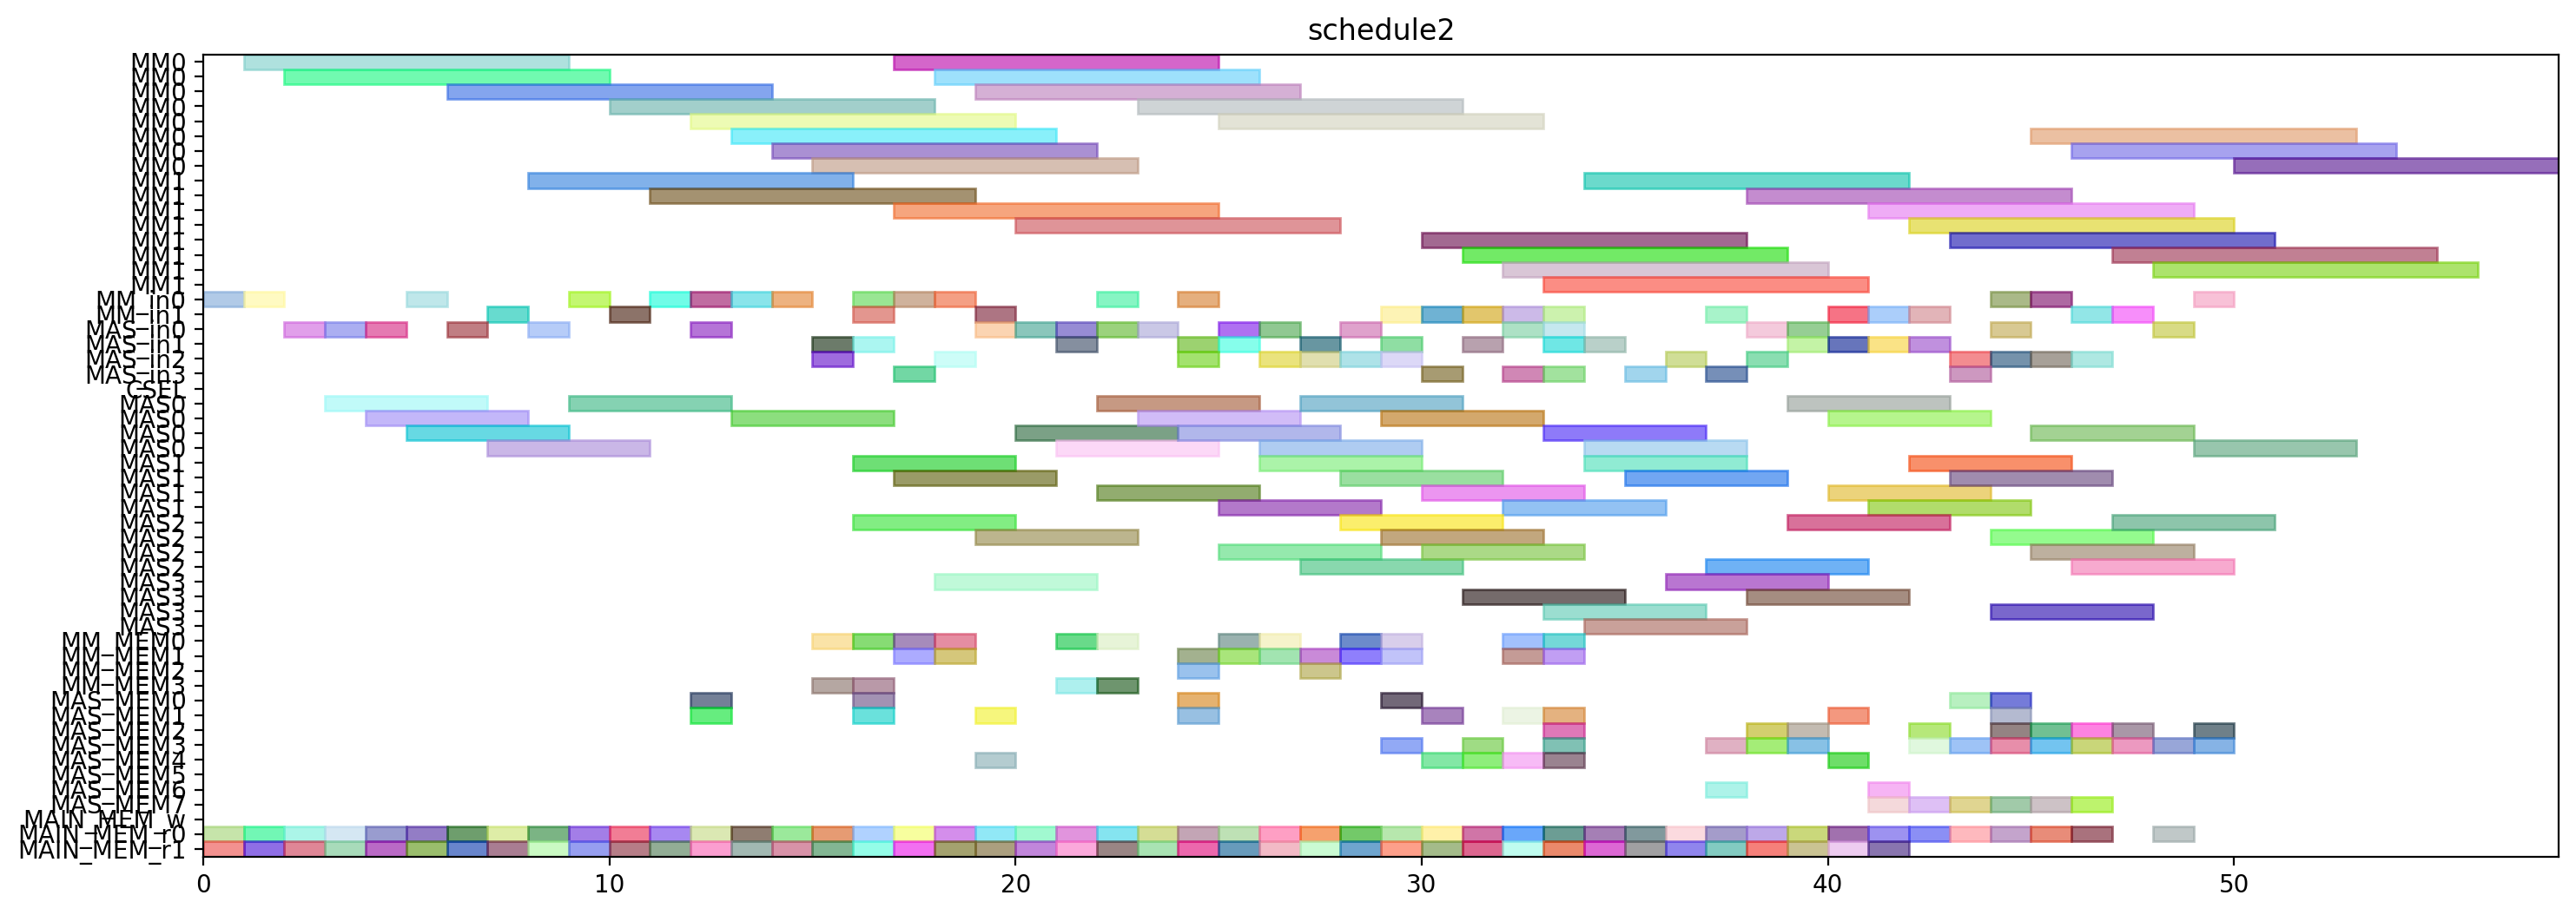 schedule2
MM0
MM0
MM0
MM0
MM0
MM0
MM0
MM0
MM1
MM1
MM1
MM1
MM1
MM1
MM1
MM1
MM_in0
MM_in1
MAS_in0
MAS_in1
MAS_in2
MAS_in3
CSEL
MAS0
MAS0
MAS0
MAS0
MAS1
MAS1
MAS1
MAS1
MAS2
MAS2
MAS2
MAS2
MAS3
MAS3
MAS3
MAS3
MM_MEM0
MM_MEM1
MM_MEM2
MM_MEM3
MAS_MEM0
MAS_MEM1
MAS_MEM2
MAS_MEM3
MAS_MEM4
MAS_MEM5
MAS_MEM6
MAS_MEM7
MAIN_MEM_w
MAIN_MEM_r0
MAIN_MEM_r1
0 10 20 30 40 50